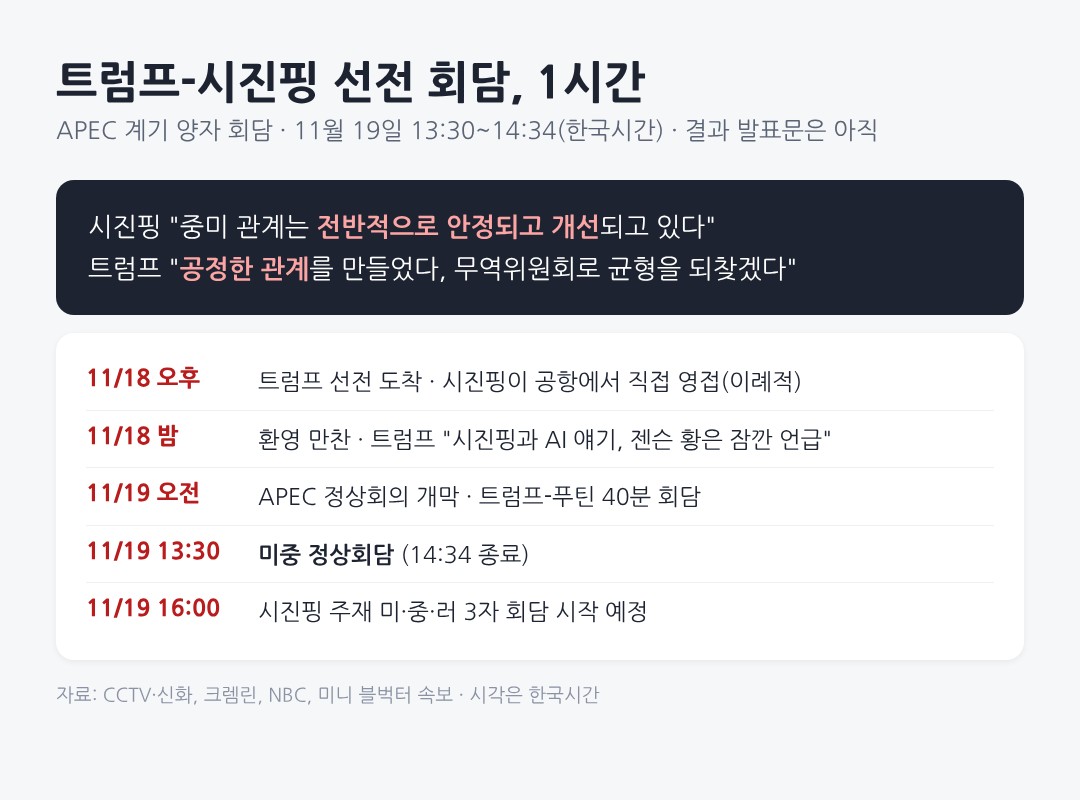 트럼프-시진핑 선전 회담, 1시간
APEC 계기 양자 회담 · 11월 19일 13:30~14:34(한국시간) · 결과 발표문은 아직
시진핑 "중미 관계는 전반적으로 안정되고 개선되고 있다"
트럼프 "공정한 관계를 만들었다, 무역위원회로 균형을 되찾겠다"
11/18 오후 트럼프 선전 도착 · 시진핑이 공항에서 직접 영접(이례적)
11/18 밤 환영 만찬 · 트럼프 "시진핑과 AI 얘기, 젠슨 황은 잠깐 언급"
11/19 오전 APEC 정상회의 개막 · 트럼프-푸틴 40분 회담
11/19 13:30 미중 정상회담 (14:34 종료)
11/19 16:00 시진핑 주재 미·중·러 3자 회담 시작 예정
자료: CCTV·신화, 크렘린, NBC, 미니 블벅터 속보 · 시각은 한국시간